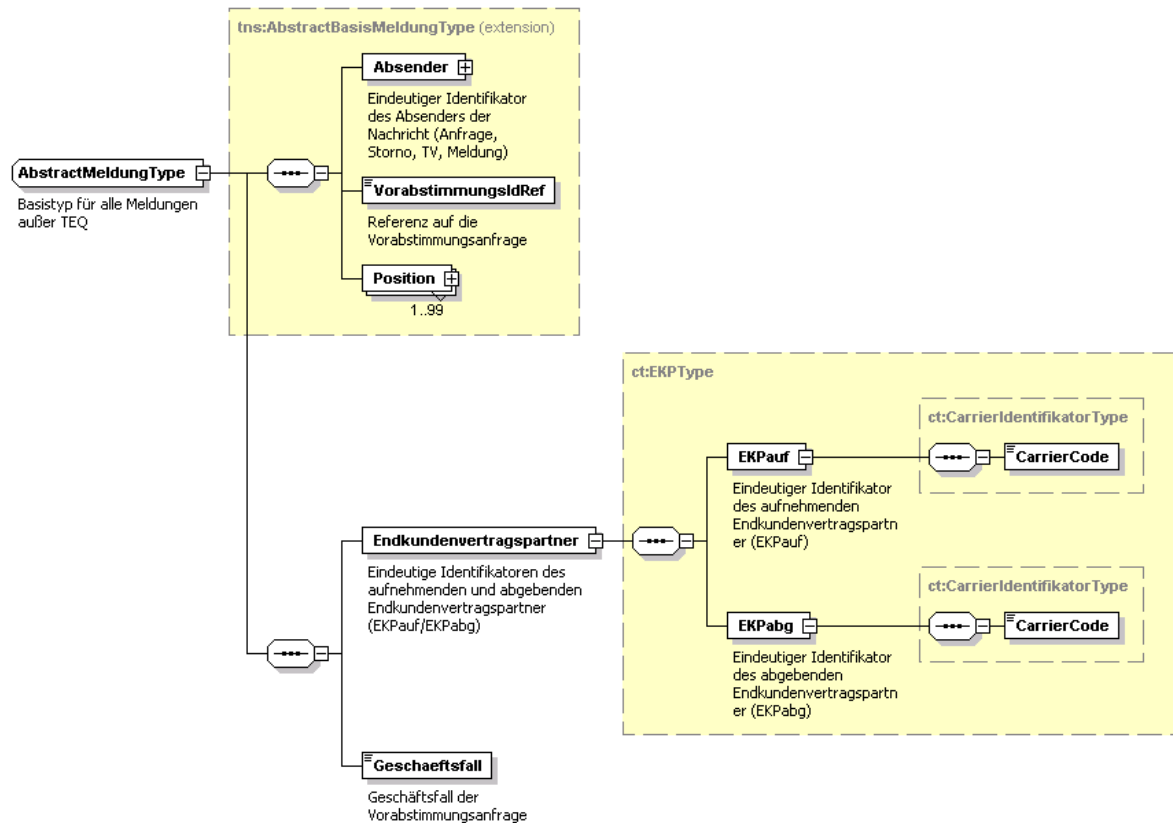 tns:AbstractBasisMeldungType (extension)
Absender
Eindeutiger Identifikator
des Absenders der
Nachricht (Anfrage,
Storno, TV, Meldung)
AbstractMeldungType
Basistyp für alle Meldungen
außer TEQ
VorabstimmungsIdRef
Referenz auf die
Vorabstimmungsanfrage
Position
1..99
ct:EKPType
ct:CarrierIdentifikatorType
EKPauf
CarrierCode
Eindeutiger Identifikator
des aufnehmenden
Endkundenvertragspartn
er (EKPauf)
Endkundenvertragspartner
Eindeutige Identifikatoren des
aufnehmenden und abgebenden
Endkundenvertragspartner
(EKPauf/EKPabg)
ct:CarrierIdentifikatorType
EKPabg
CarrierCode
Eindeutiger Identifikator
des abgebenden
Endkundenvertragspartn
er (EKPabg)
Geschaeftsfall
Geschäftsfall der
Vorabstimmungsanfrage